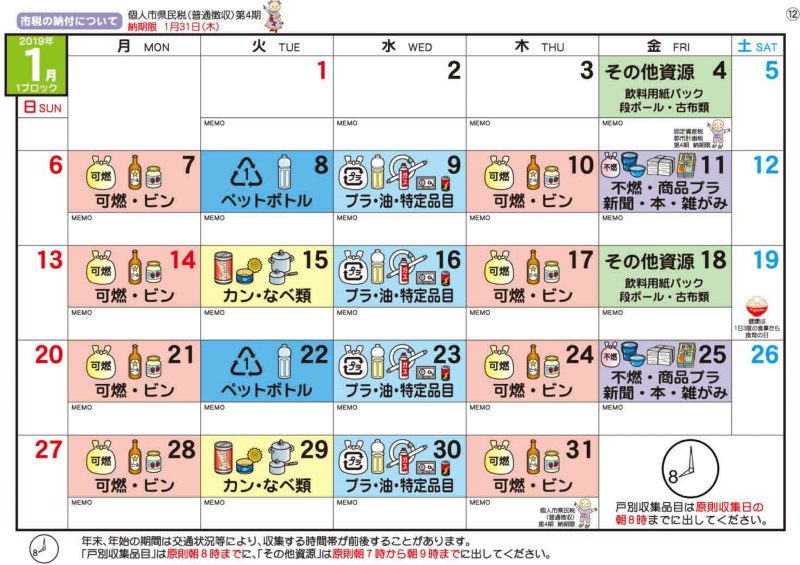 市税の納付について
個人市県民税(普通徴収)第4期
納期限 1月31日(木)
⑫
2019年
1月
1ブロック
日 SUN
月 MON
火 TUE
水 WED
木 THU
金 FRI
土 SAT
1
MEMO
2
MEMO
3
MEMO
その他資源 4
飲料用紙パック
段ボール・古布類
MEMO
固定資産税
都市計画税
第4期 納期限
5
6
可燃
7
可燃・ビン
MEMO
1
8
ペットボトル
MEMO
プラ
9
プラ・油・特定品目
MEMO
可燃
10
可燃・ビン
MEMO
不燃
11
不燃・商品プラ
新聞・本・雑がみ
MEMO
12
13
可燃
14
可燃・ビン
MEMO
15
カン・なべ類
MEMO
プラ
16
プラ・油・特定品目
MEMO
可燃
17
可燃・ビン
MEMO
その他資源 18
飲料用紙パック
段ボール・古布類
MEMO
19
健康は
1日3度の食事から
食育の日
20
可燃
21
可燃・ビン
MEMO
1
22
ペットボトル
MEMO
プラ
23
プラ・油・特定品目
MEMO
可燃
24
可燃・ビン
MEMO
不燃
25
不燃・商品プラ
新聞・本・雑がみ
MEMO
26
27
可燃
28
可燃・ビン
MEMO
29
カン・なべ類
MEMO
プラ
30
プラ・油・特定品目
MEMO
可燃
31
可燃・ビン
MEMO
個人市県民税
(普通徴収)
第4期 納期限
8
戸別収集品目は原則収集日の
朝8時までに出してください。
8
年末、年始の期間は交通状況等により、収集する時間帯が前後することがあります。
「戸別収集品目」は原則朝8時までに、「その他資源」は原則朝7時から朝9時までに出してください。